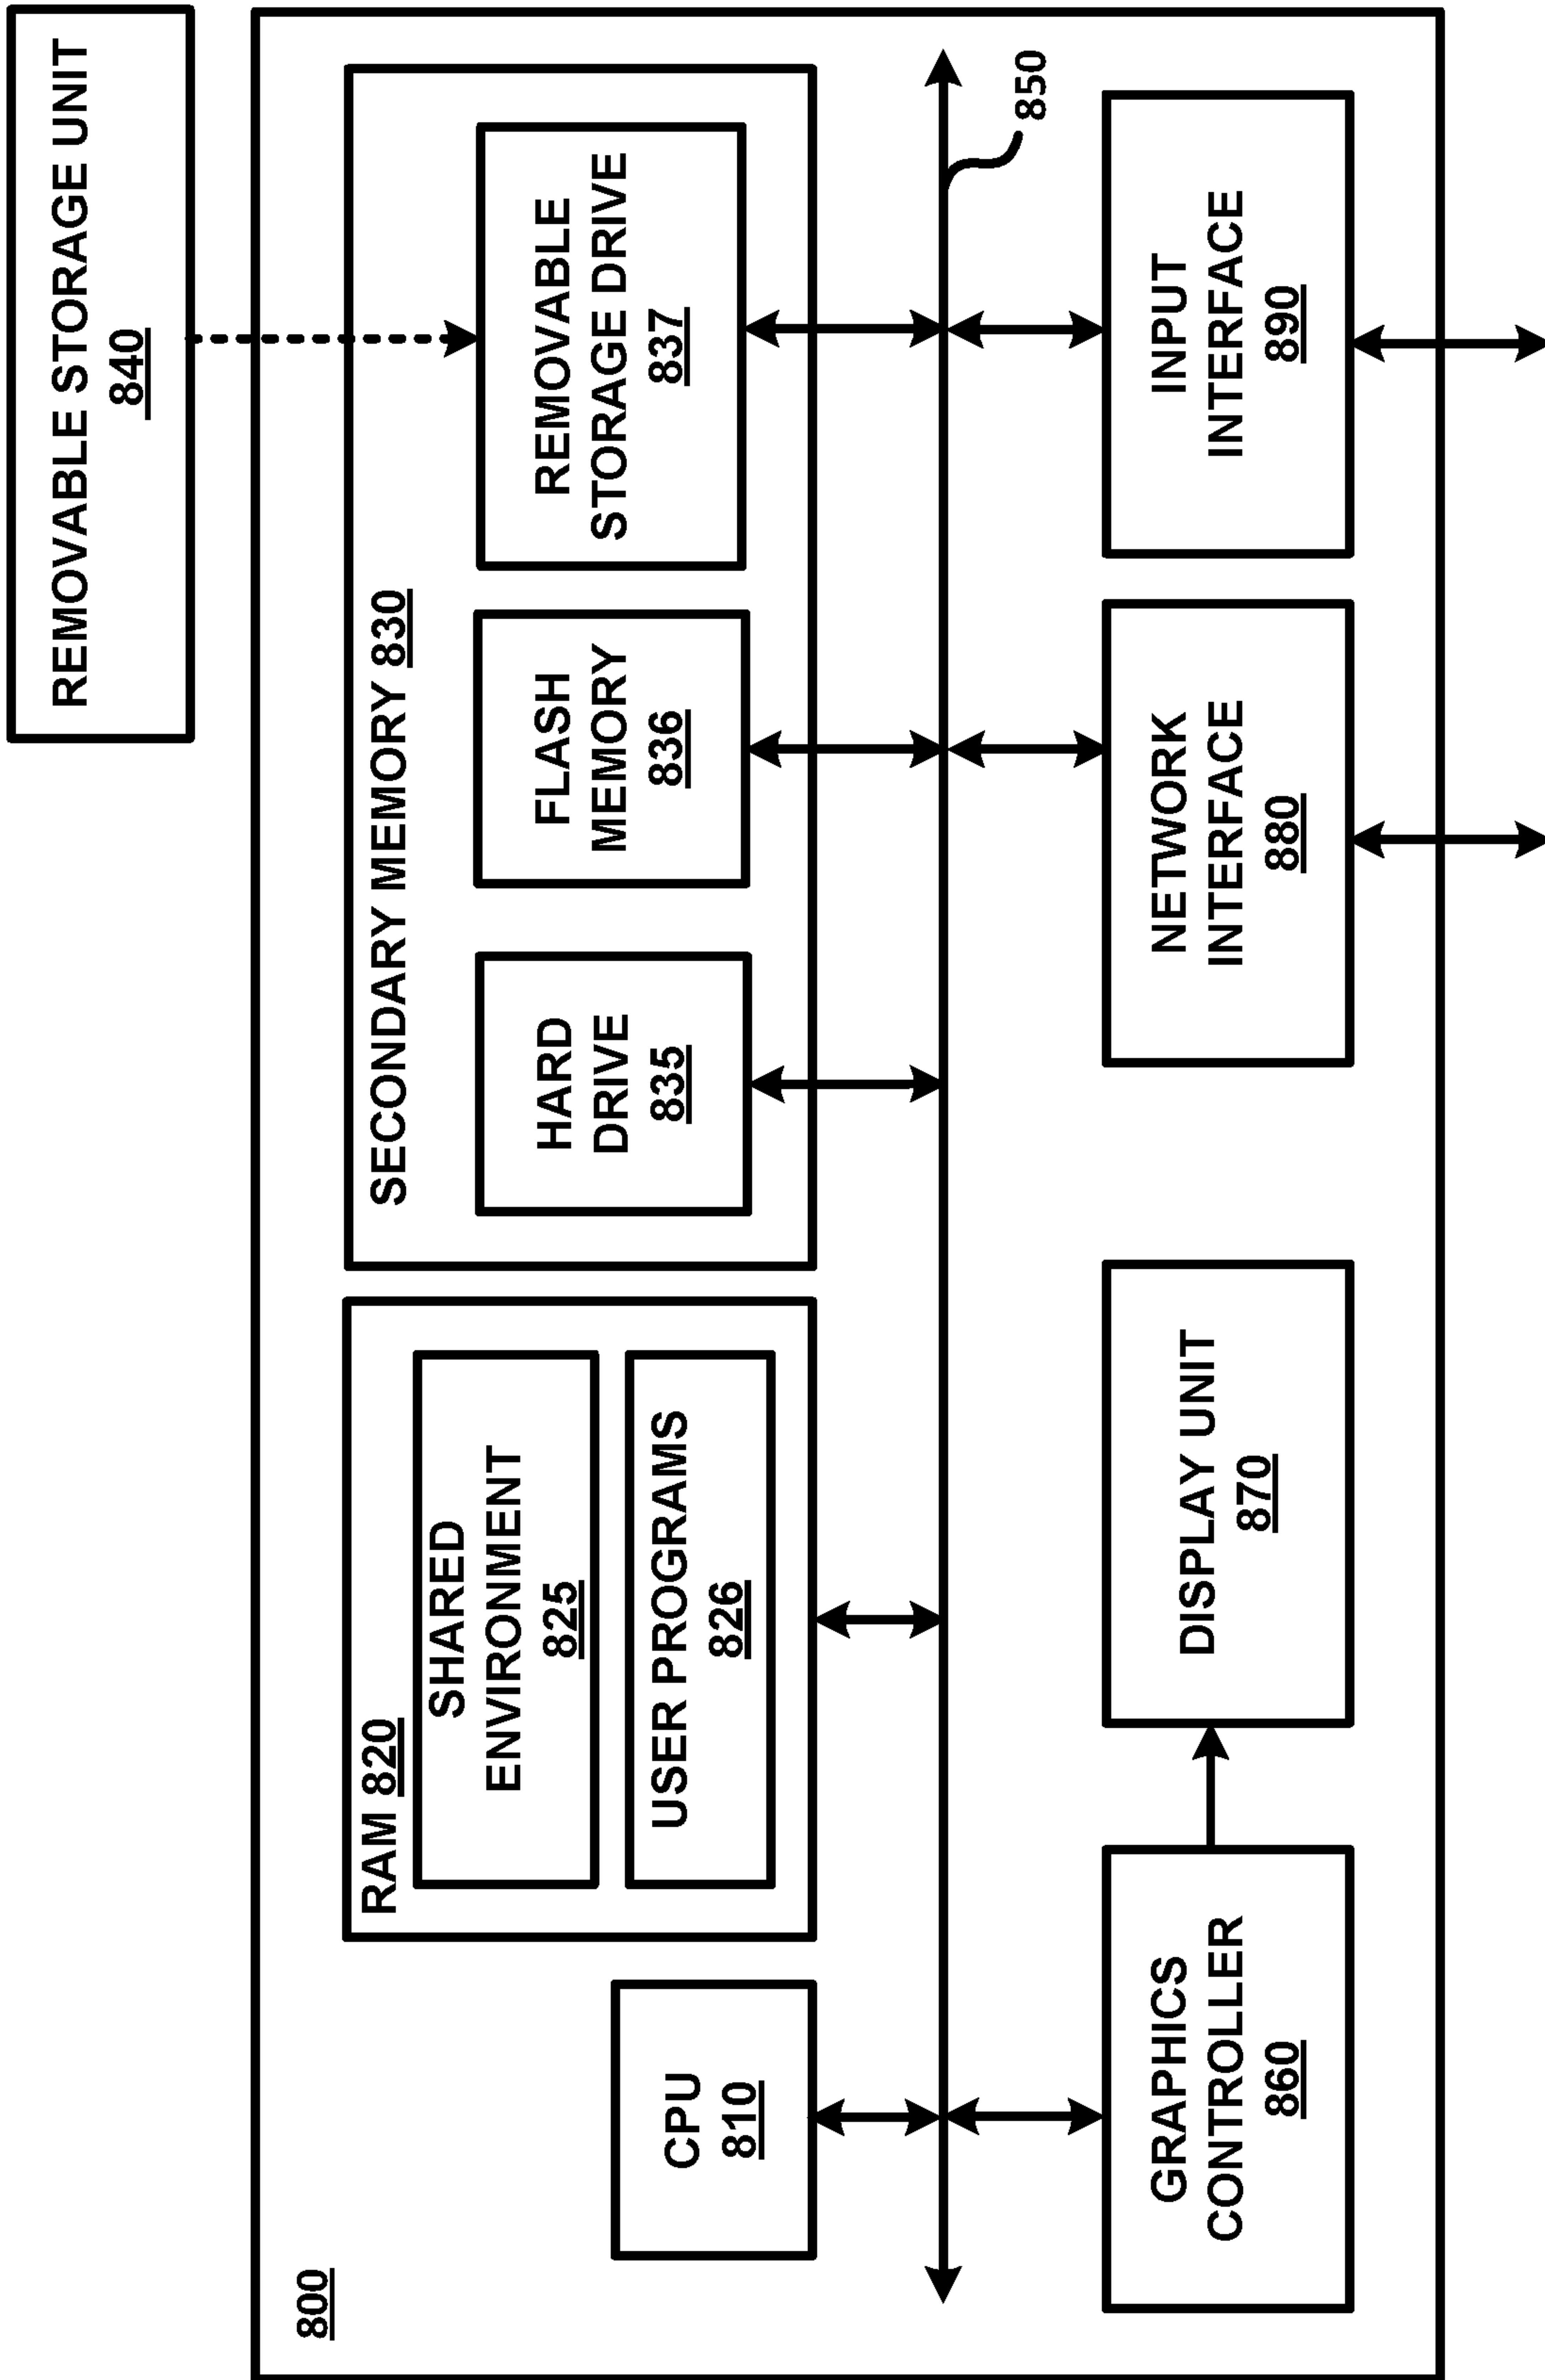 REMOVABLE STORAGE UNIT
840
800
SECONDARY MEMORY 830
RAM 820
SHARED
ENVIRONMENT
825
USER PROGRAMS
826
CPU
810
HARD
DRIVE
835
FLASH
MEMORY
836
REMOVABLE
STORAGE DRIVE
837
850
GRAPHICS
CONTROLLER
860
DISPLAY UNIT
870
NETWORK
INTERFACE
880
INPUT
INTERFACE
890